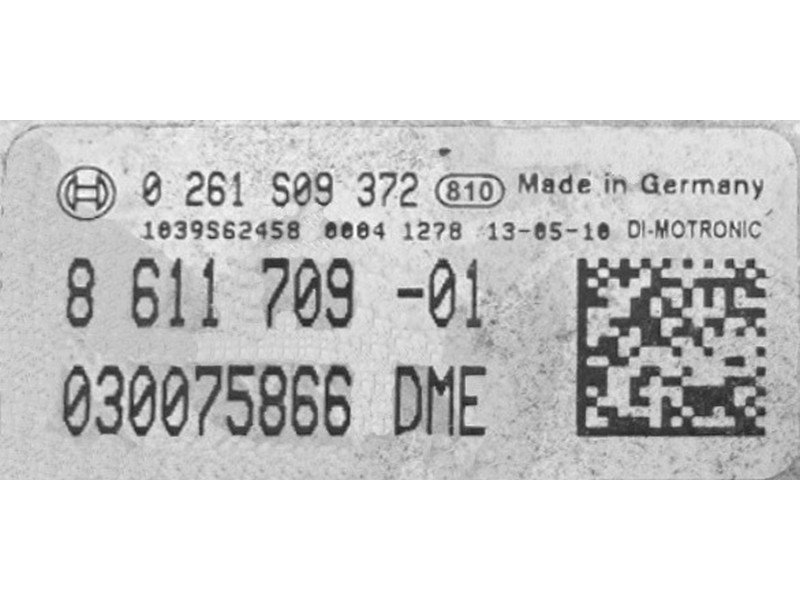 0 261 S09 372 810 Made in Germany
1039S62458 0004 1278 13-05-10 DI-MOTRONIC
8 611 709 -01
030075866 DME